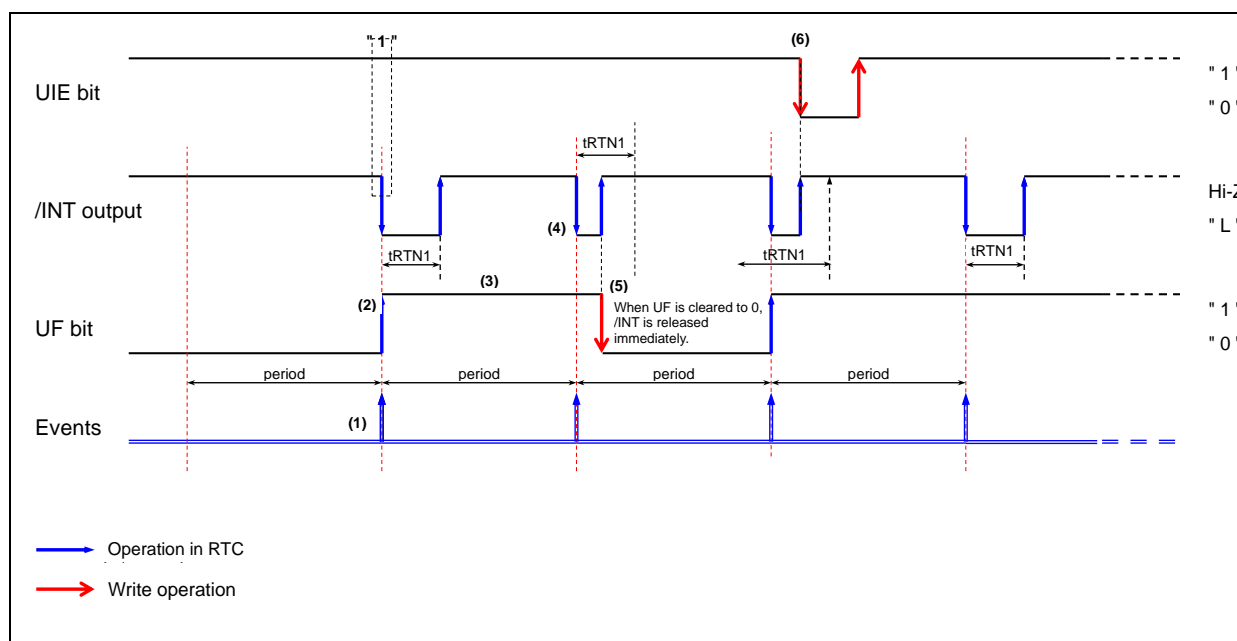 " 1 "
(6)
UIE bit
" 1 "
" 0 "
tRTN1
/INT output
Hi-Z
" L "
(4)
tRTN1
tRTN1
tRTN1
(2)
(3)
(5)
UF bit
When UF is cleared to 0,
/INT is released
immediately.
" 1 "
" 0 "
period
period
period
period
Events
(1)
Operation in RTC
Write operation